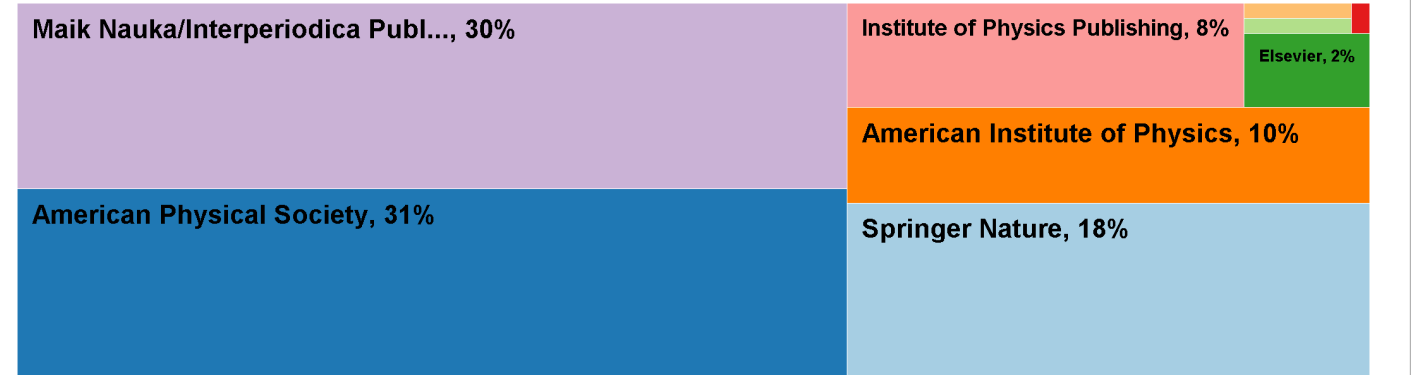 Maik Nauka/Interperiodica Publ..., 30%
Institute of Physics Publishing, 8%
Elsevier, 2%
American Institute of Physics, 10%
American Physical Society, 31%
Springer Nature, 18%